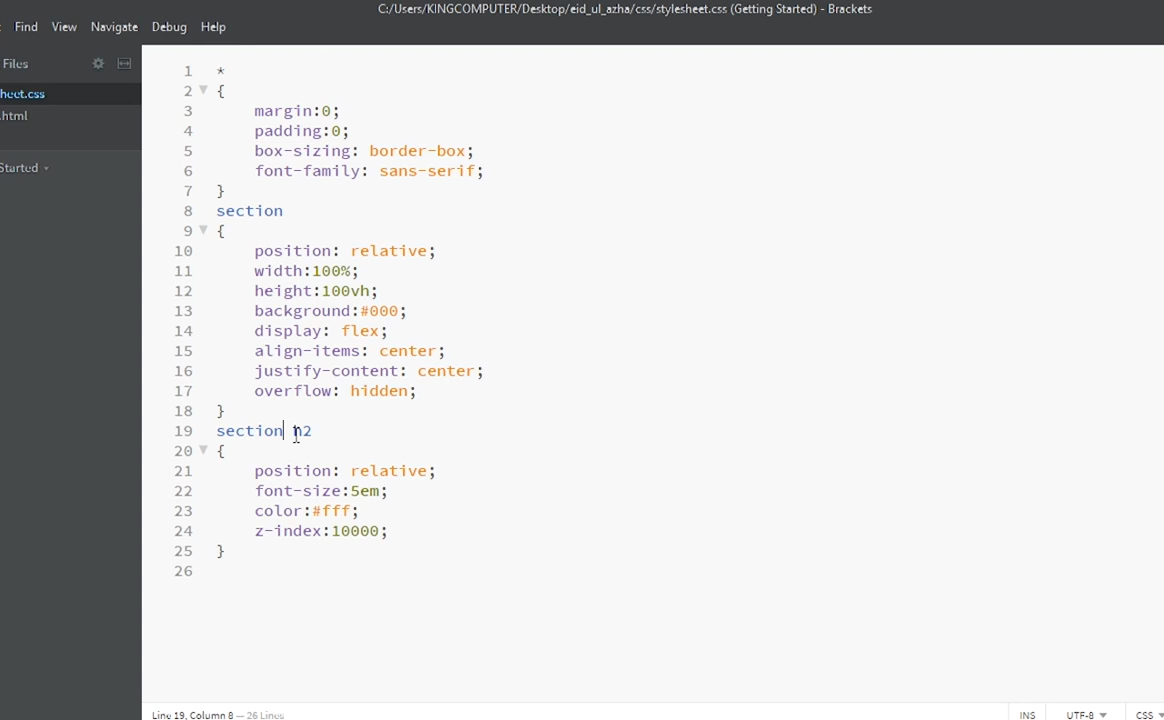 C:/Users/KINGCOMPUTER/Desktop/eid_ul_azha/css/stylesheet.css (Getting Started) - Brackets
Find View Navigate Debug Help
Files
heet.css
.html
Started
1 *
2 {
3 margin:0;
4 padding:0;
5 box-sizing: border-box;
6 font-family: sans-serif;
7 }
8 section
9 {
10 position: relative;
11 width:100%;
12 height:100vh;
13 background:#000;
14 display: flex;
15 align-items: center;
16 justify-content: center;
17 overflow: hidden;
18 }
19 section h2
20 {
21 position: relative;
22 font-size:5em;
23 color:#fff;
24 z-index:10000;
25 }
26
Line 19, Column 8 — 26 Lines
INS UTF-8 CSS